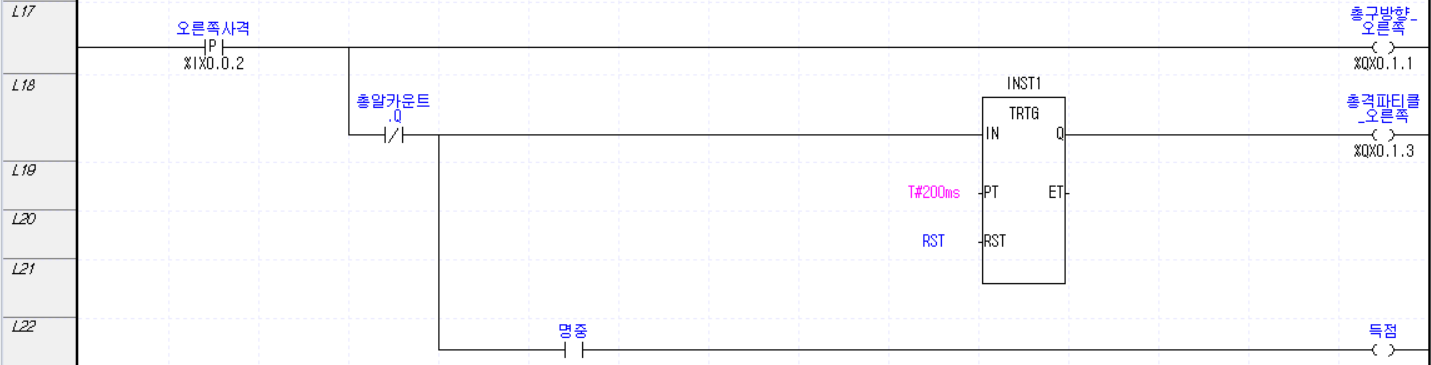 L17
오른쪽사격
P
%IX0.0.2
총구방향_
오른쪽
%QX0.1.1
L18
총알카운트
.Q
INST1
TRTG
IN
Q
총격파티클
_오른쪽
%QX0.1.3
L19
T#200ms
PT
ET
L20
RST
RST
L21
L22
명중
득점